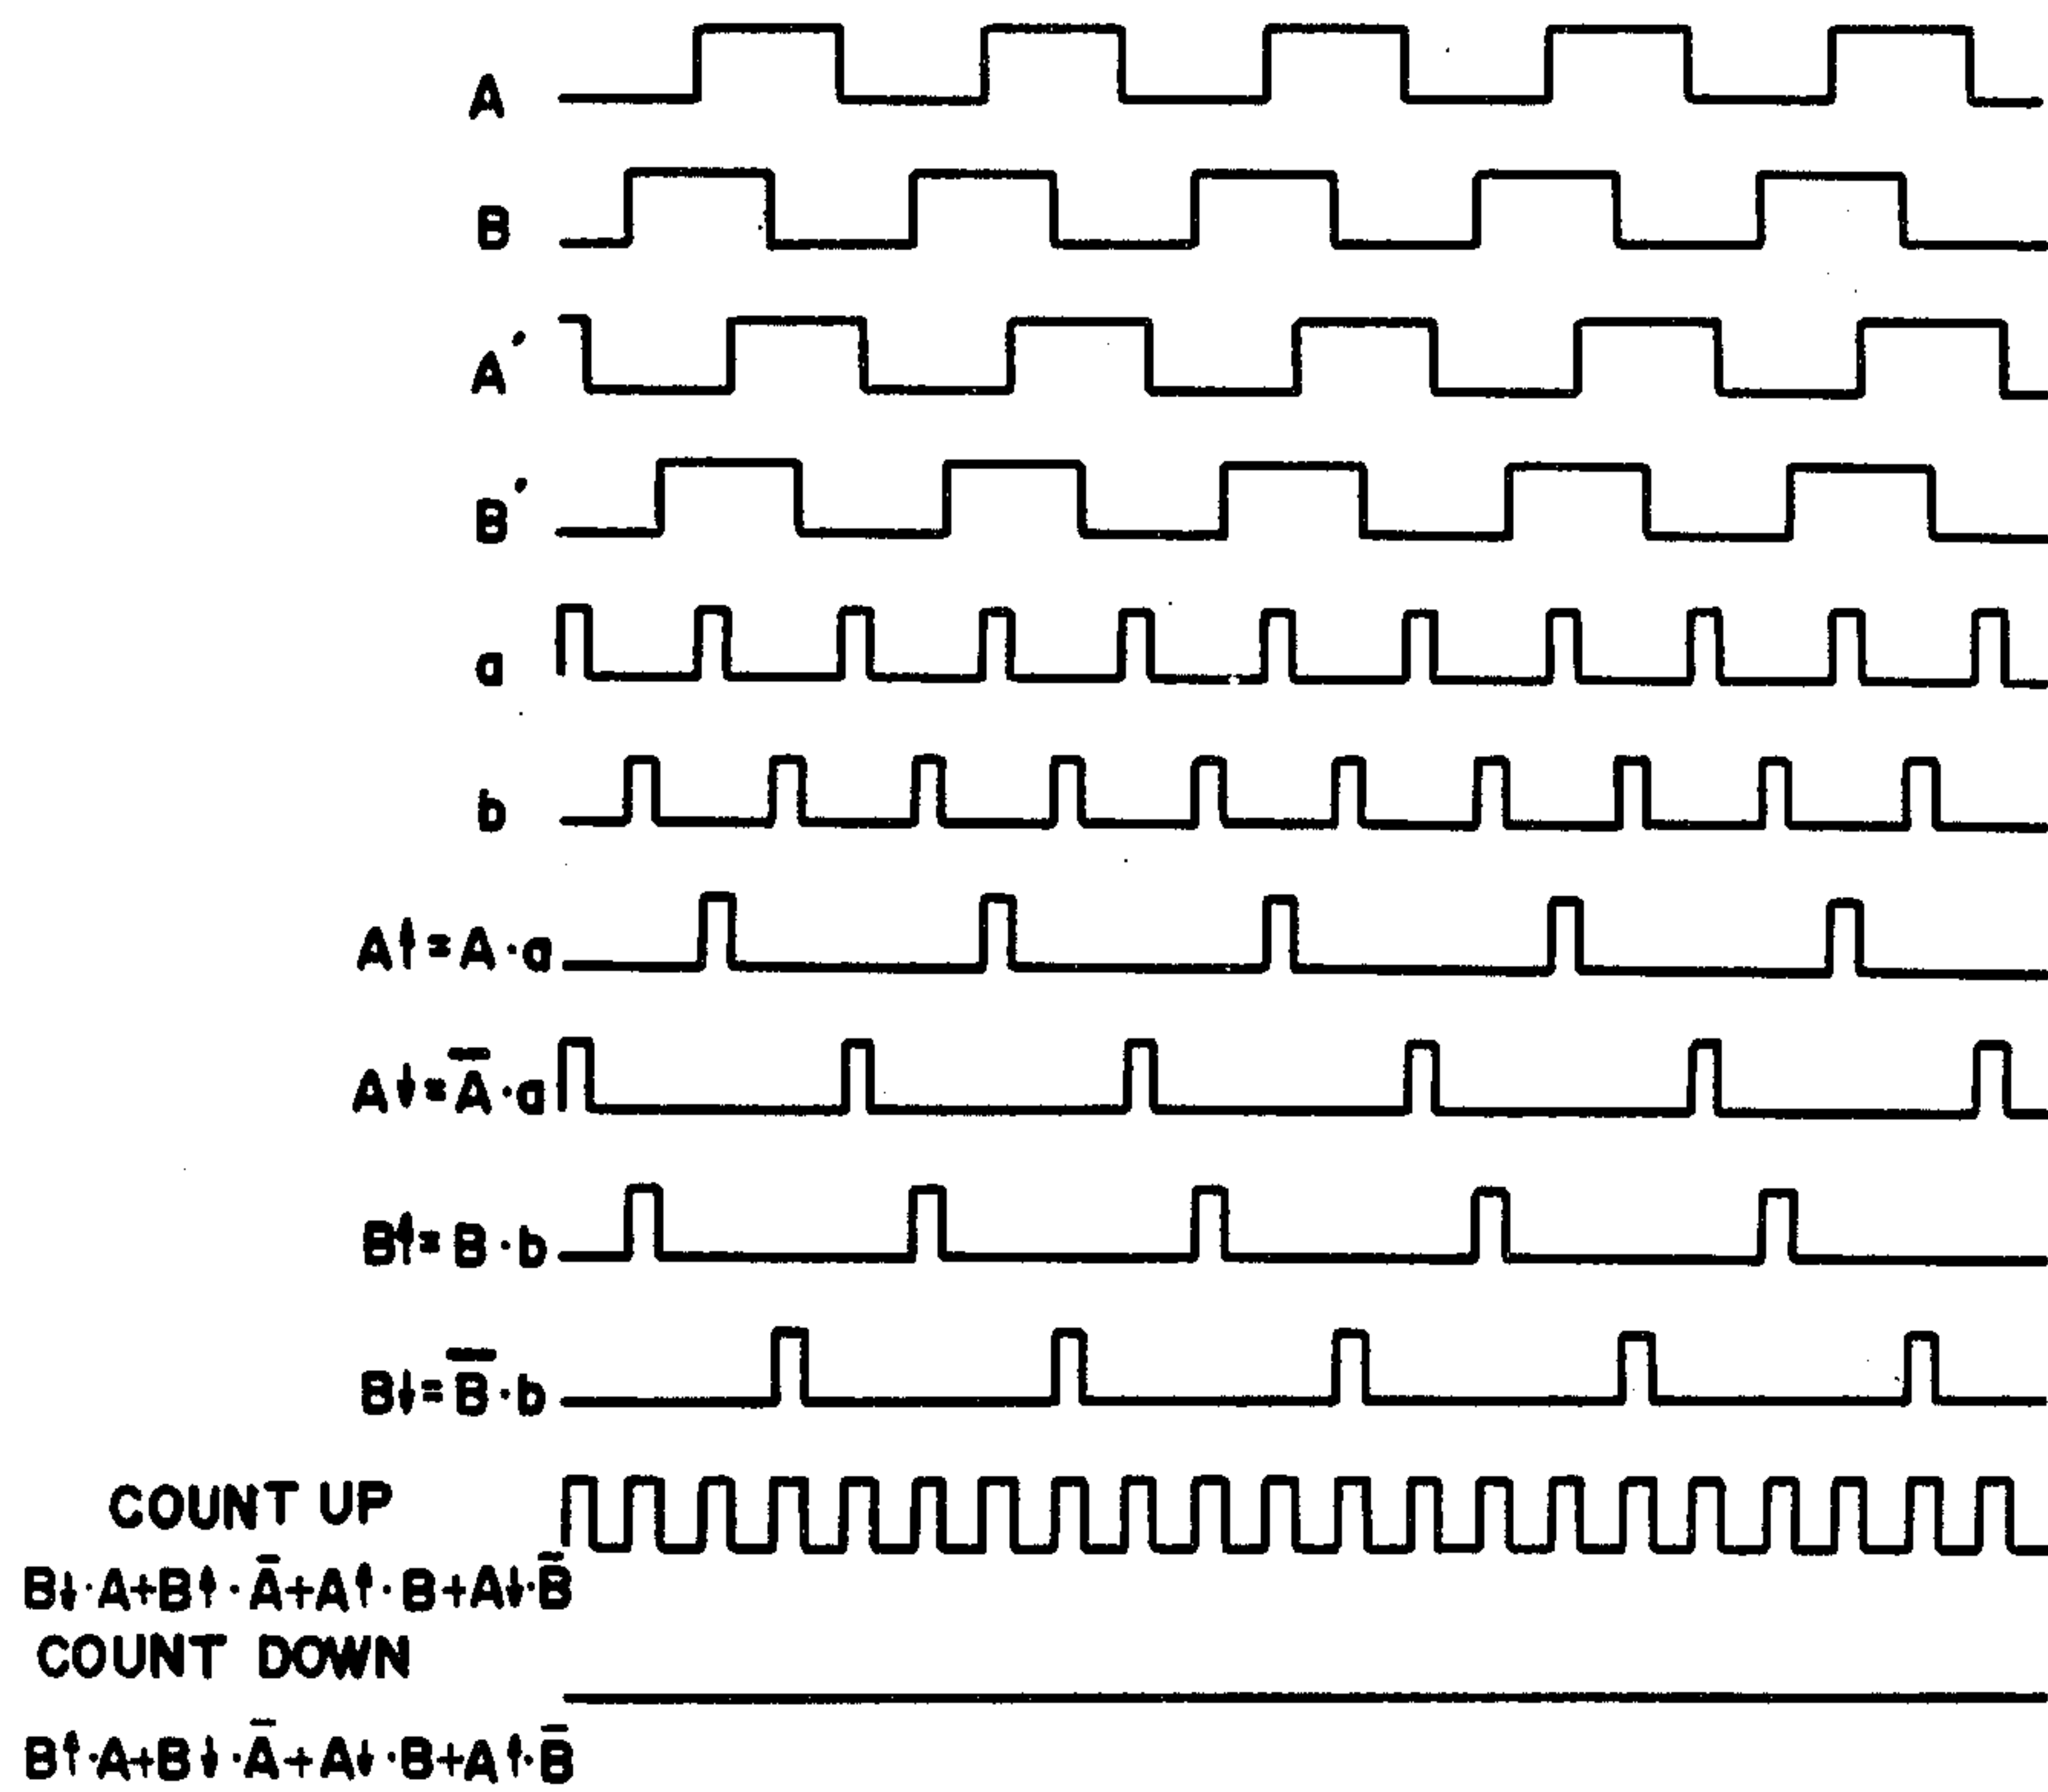 A
B
A′
B′
a
b
A↑=A·a
A↓=A̅·a
B↑=B·b
B↓=B̅·b
COUNT UP
B↓·A+B↑·A̅+A↑·B+A↓·B̅
COUNT DOWN
B↑·A+B↓·A̅+A↓·B+A↑·B̅